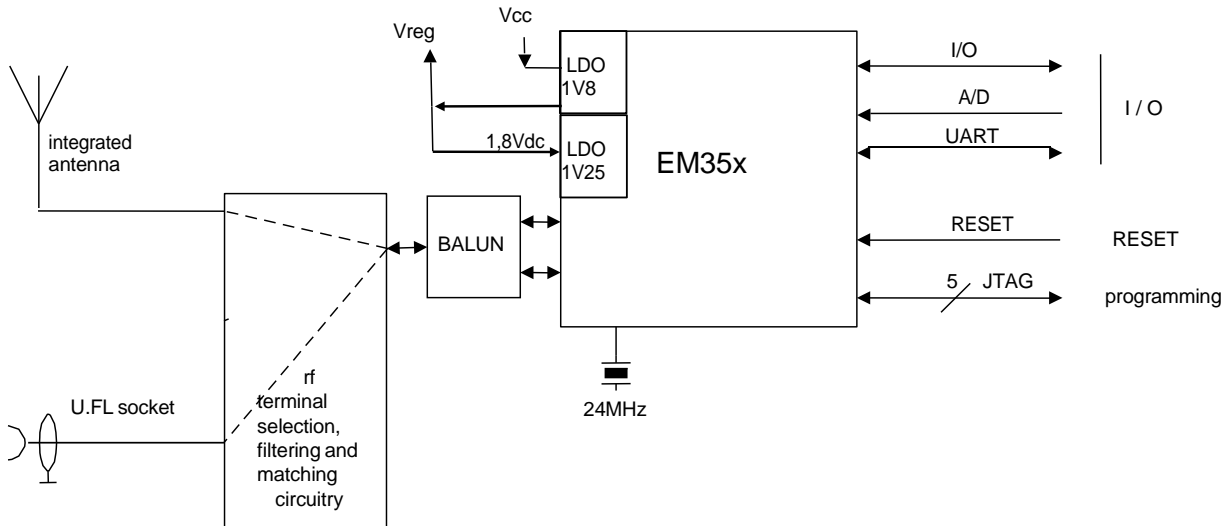 Vcc
Vreg
LDO
1V8
I/O
A/D
I / O
UART
integrated
antenna
1,8Vdc
LDO
1V25
EM35x
BALUN
RESET
RESET
5
JTAG
programming
24MHz
U.FL socket
rf
terminal
selection,
filtering and
matching
circuitry